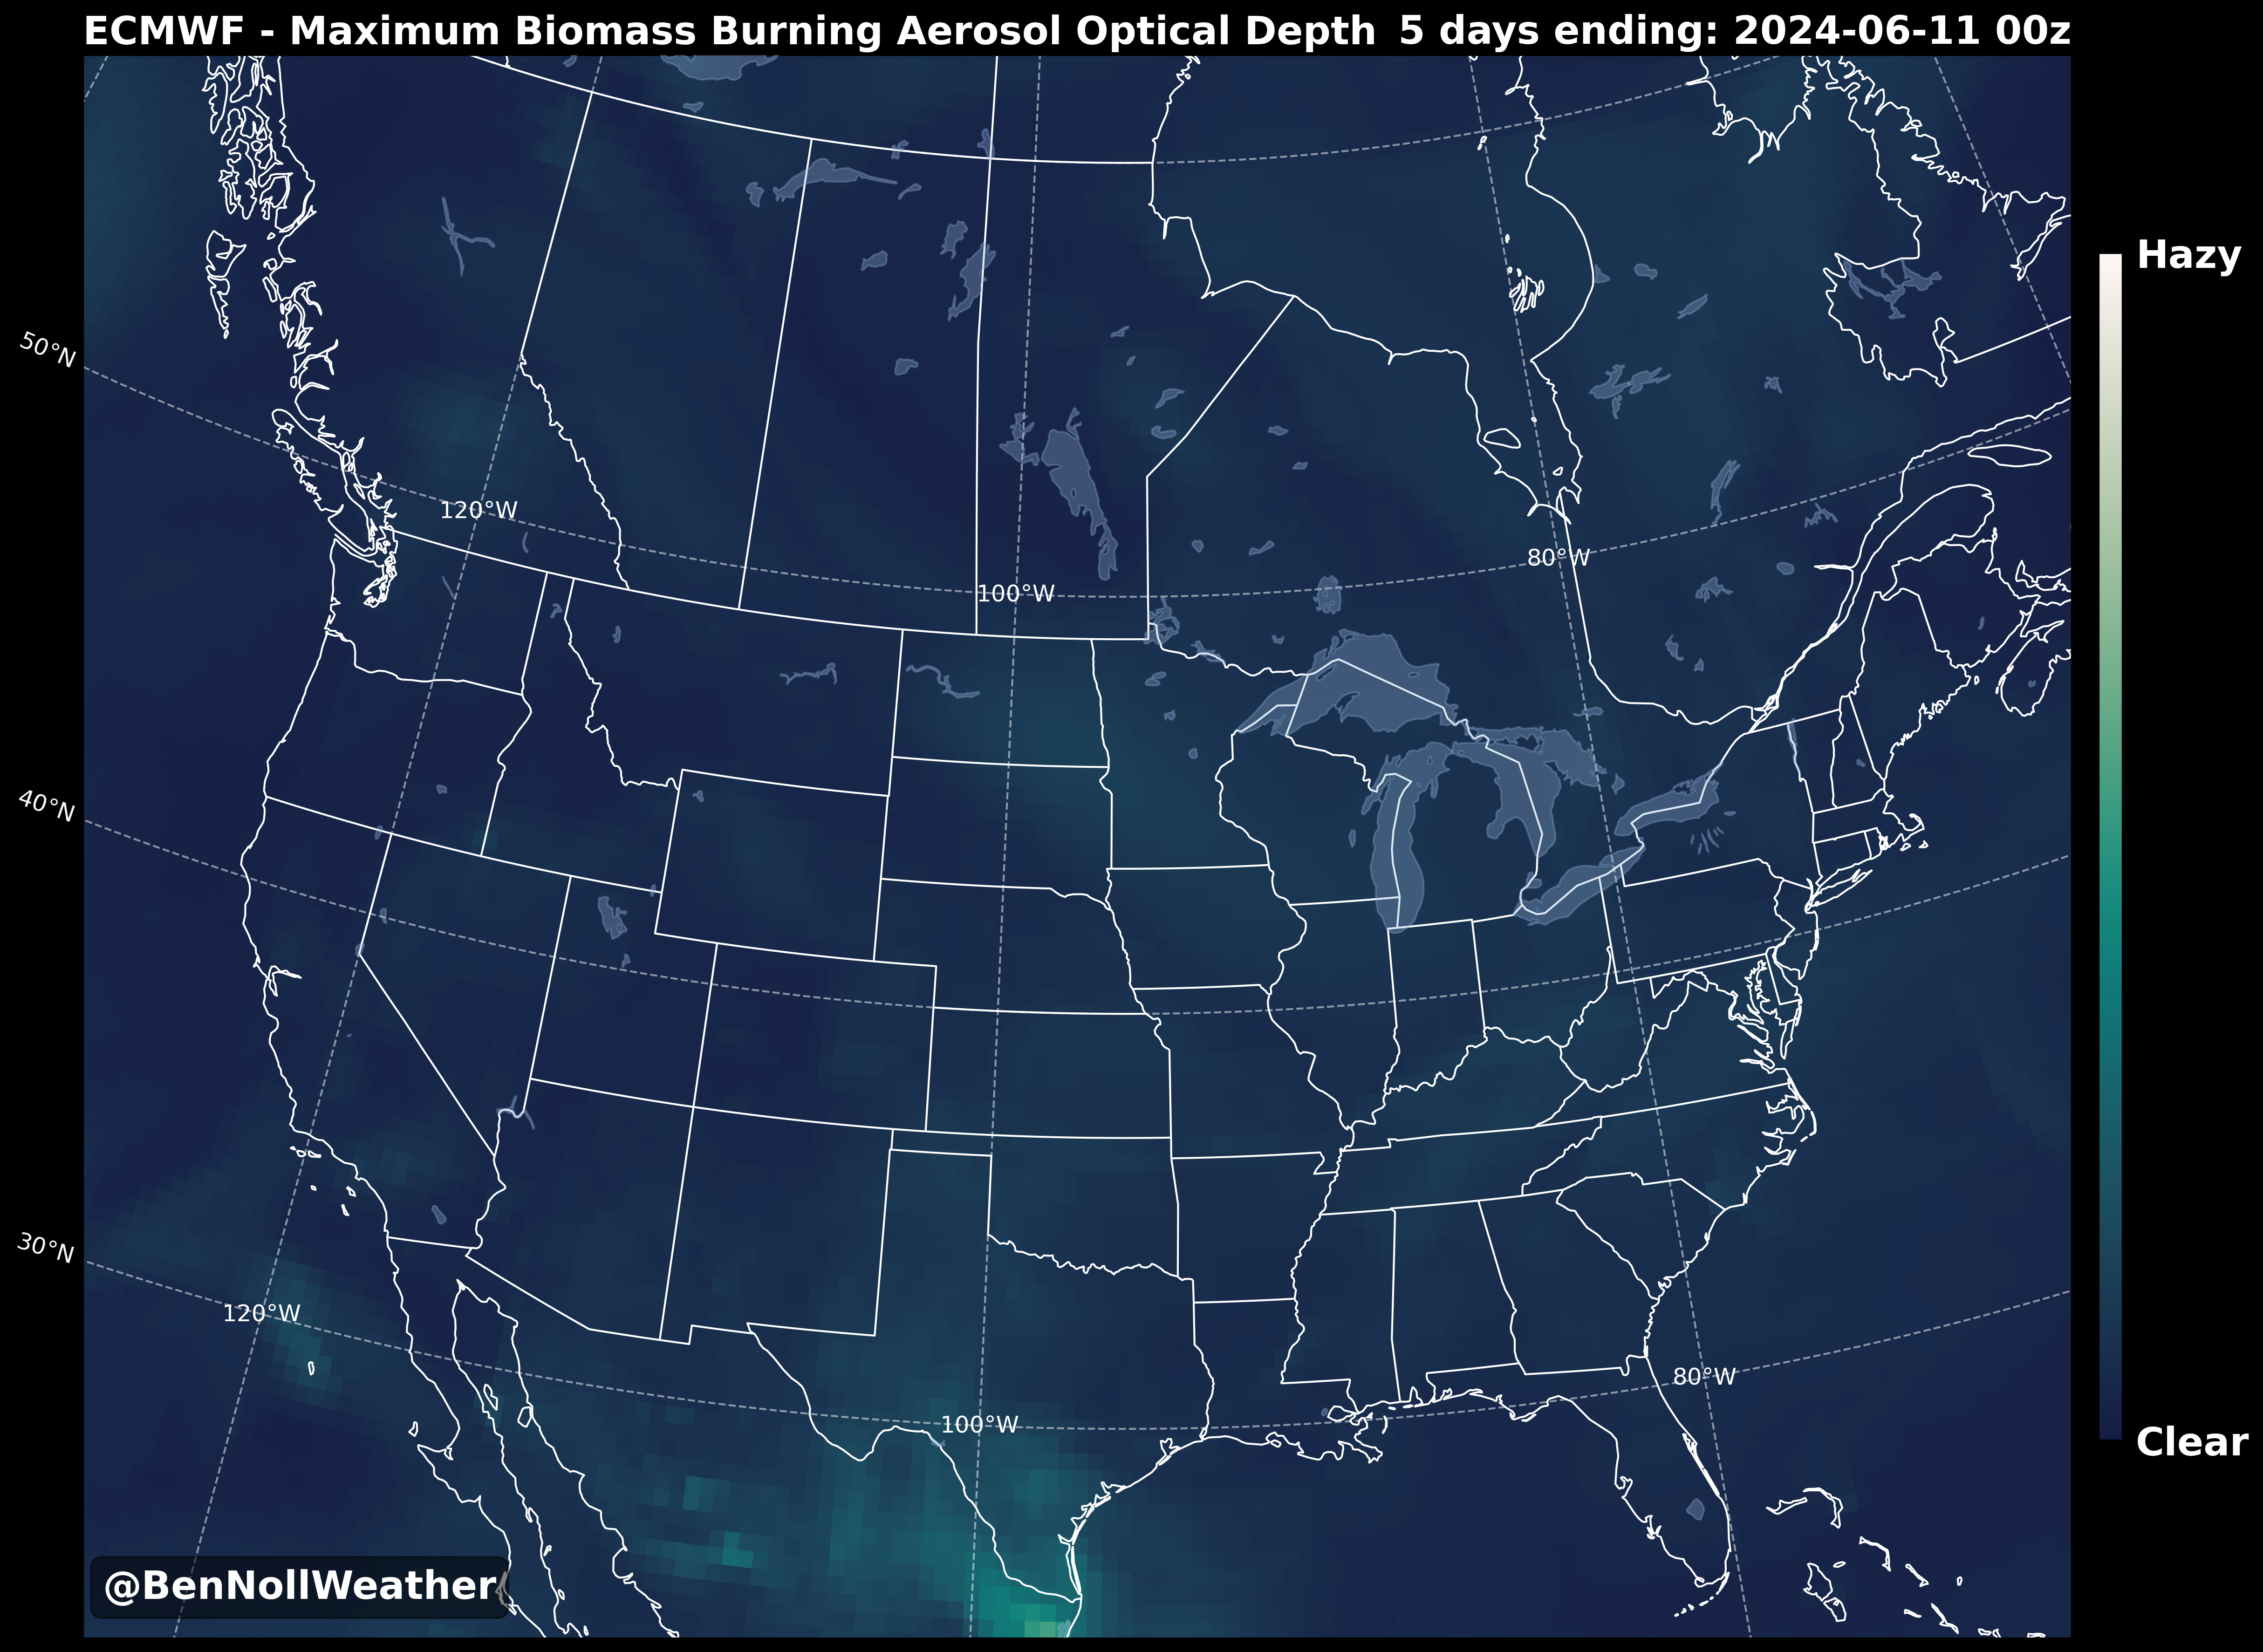 ECMWF - Maximum Biomass Burning Aerosol Optical Depth 5 days ending: 2024-06-11 00z
Hazy
50°N
120°W
80°W
100°W
40°N
30°N
120°W
80°W
100°W
Clear
@BenNollWeather